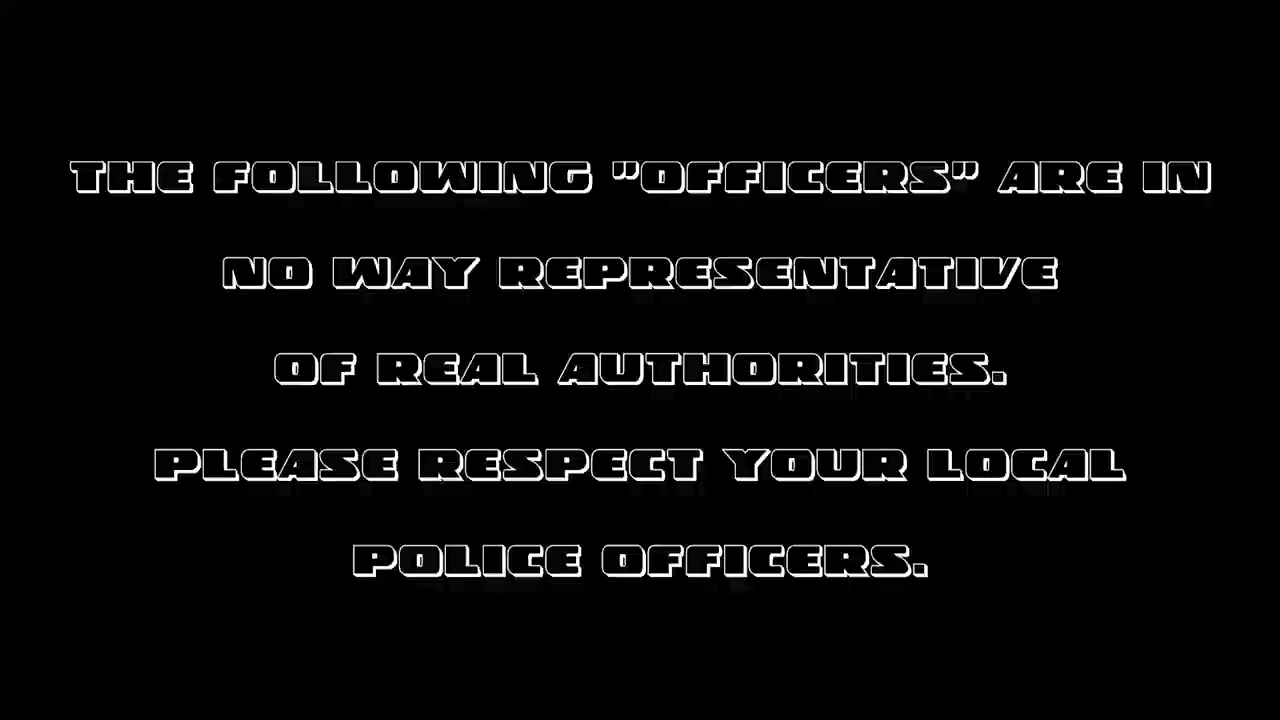 THE FOLLOWING "OFFICERS" ARE IN
NO WAY REPRESENTATIVE
OF REAL AUTHORITIES.
PLEASE RESPECT YOUR LOCAL
POLICE OFFICERS.